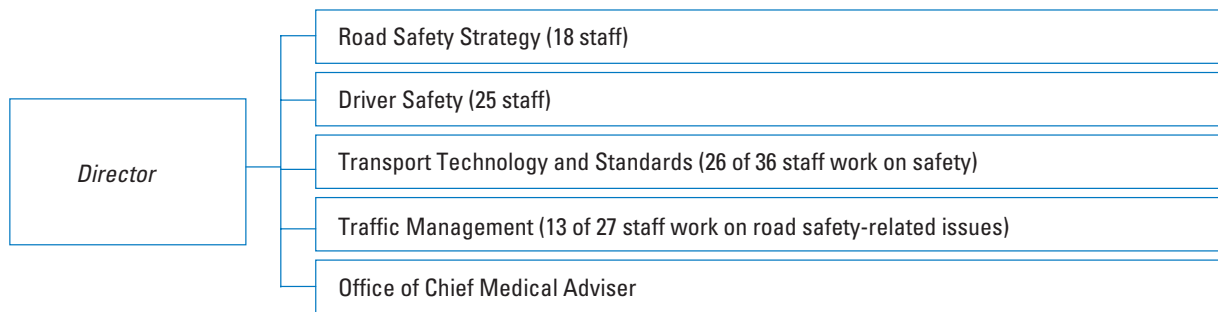 Director
Road Safety Strategy (18 staff)
Driver Safety (25 staff)
Transport Technology and Standards (26 of 36 staff work on safety)
Traffic Management (13 of 27 staff work on road safety-related issues)
Office of Chief Medical Adviser